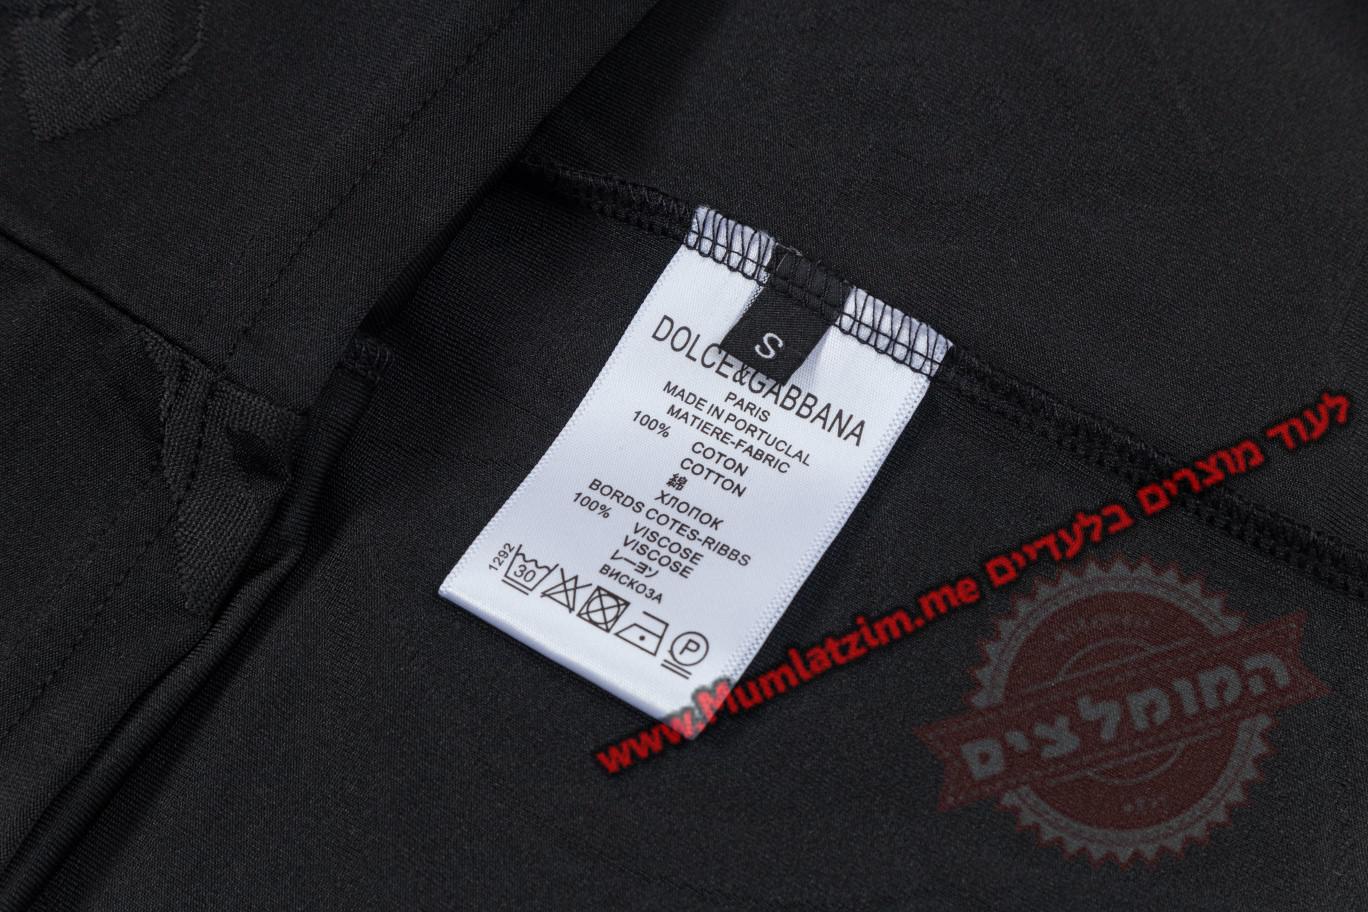 S
DOLCE&GABBANA
PARIS
MADE IN PORTUCLAL
MATIERE-FABRIC
100% COTON
COTTON
綿
ХЛОПОК
BORDS COTES-RIBBS
100% VISCOSE
VISCOSE
レーヨン
ВИСКОЗА
1292
30
P
לעוד מוצרים בלעדיים www.Mumlatzim.me
המומלצים